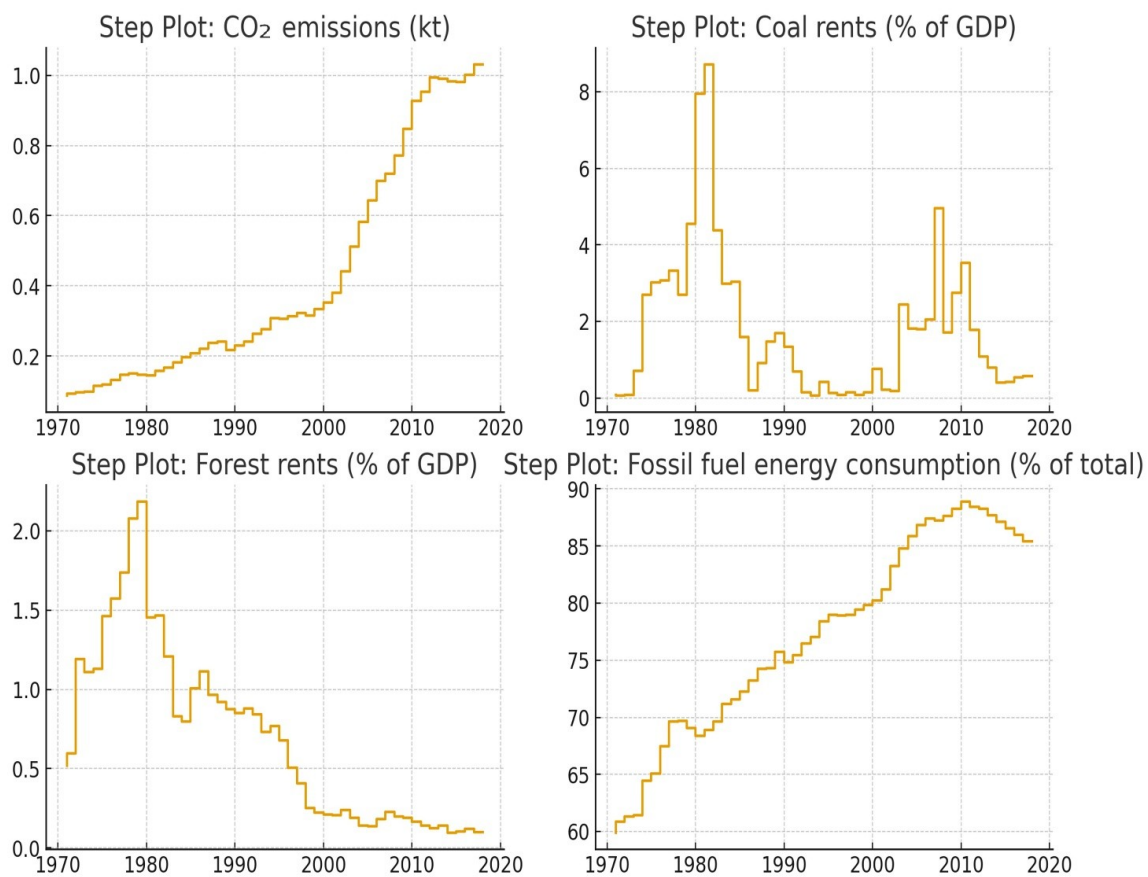 Step Plot: CO₂ emissions (kt)
1.0
0.8
0.6
0.4
0.2
1970 1980 1990 2000 2010 2020
Step Plot: Coal rents (% of GDP)
8
6
4
2
0
1970 1980 1990 2000 2010 2020
Step Plot: Forest rents (% of GDP)
2.0
1.5
1.0
0.5
0.0
1970 1980 1990 2000 2010 2020
Step Plot: Fossil fuel energy consumption (% of total)
90
85
80
75
70
65
60
1970 1980 1990 2000 2010 2020